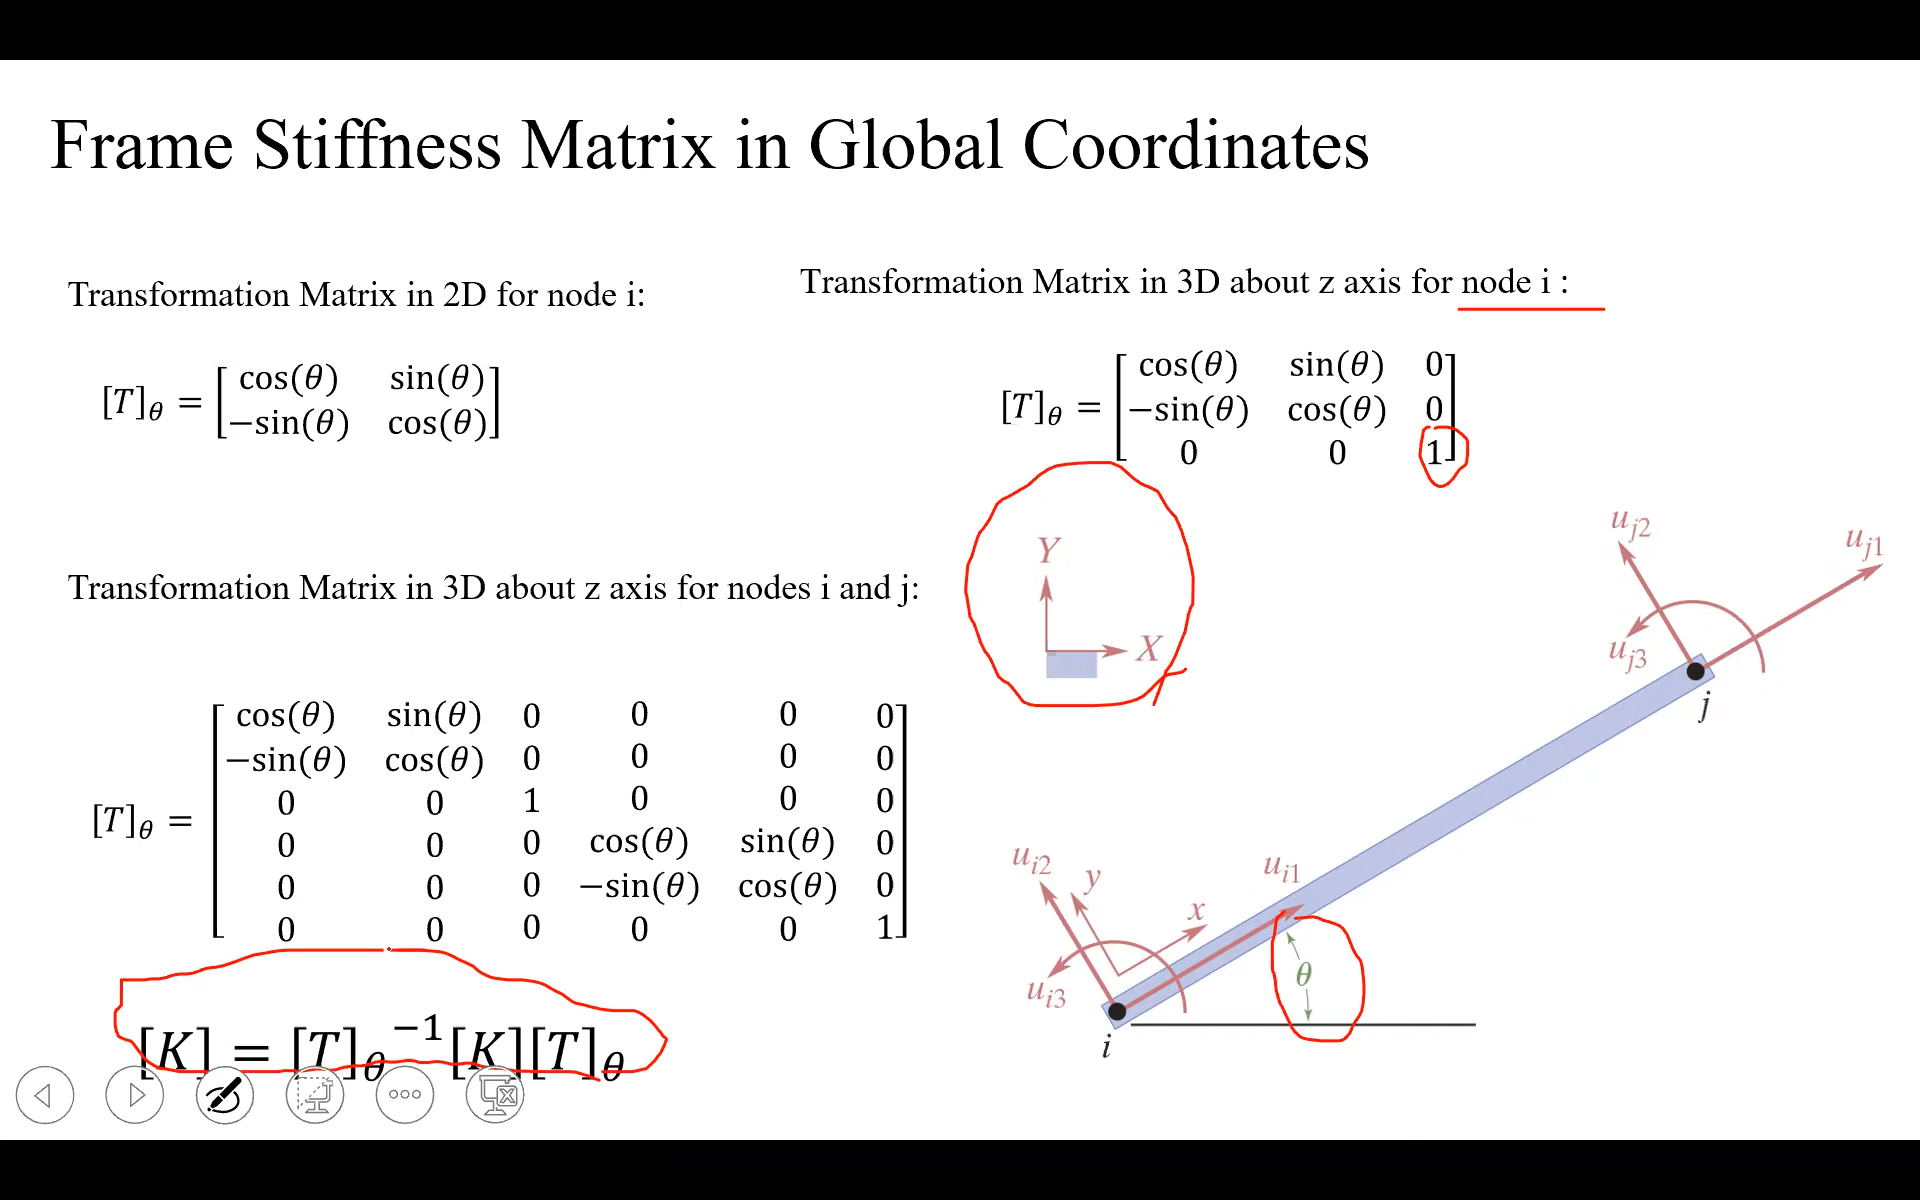 Frame Stiffness Matrix in Global Coordinates
Transformation Matrix in 2D for node i:
[T]θ = [cos(θ) sin(θ)
−sin(θ) cos(θ)]
Transformation Matrix in 3D about z axis for node i :
[T]θ = [cos(θ) sin(θ) 0
−sin(θ) cos(θ) 0
0 0 1]
Transformation Matrix in 3D about z axis for nodes i and j:
[T]θ = [cos(θ) sin(θ) 0 0 0 0
−sin(θ) cos(θ) 0 0 0 0
0 0 1 0 0 0
0 0 0 cos(θ) sin(θ) 0
0 0 0 −sin(θ) cos(θ) 0
0 0 0 0 0 1]
[K] = [T]θ−1[K][T]θ
Y
X
uj2
uj1
uj3
j
ui2
y
x
ui1
ui3
θ
i